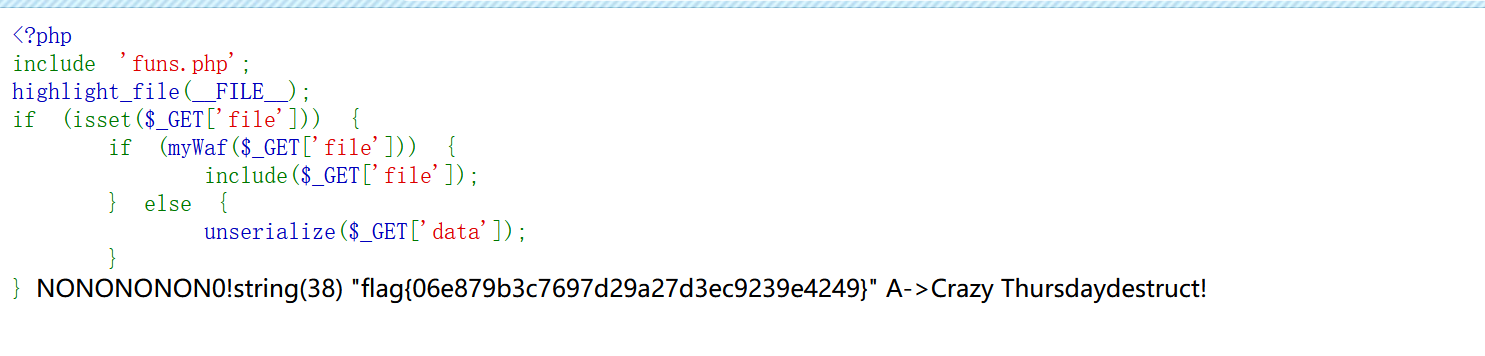 <?php
include 'funs.php';
highlight_file(__FILE__);
if (isset($_GET['file'])) {
        if (myWaf($_GET['file'])) {
                include($_GET['file']);
        } else {
                unserialize($_GET['data']);
        }
} NONONONON0!string(38) "flag{06e879b3c7697d29a27d3ec9239e4249}" A->Crazy Thursdaydestruct!